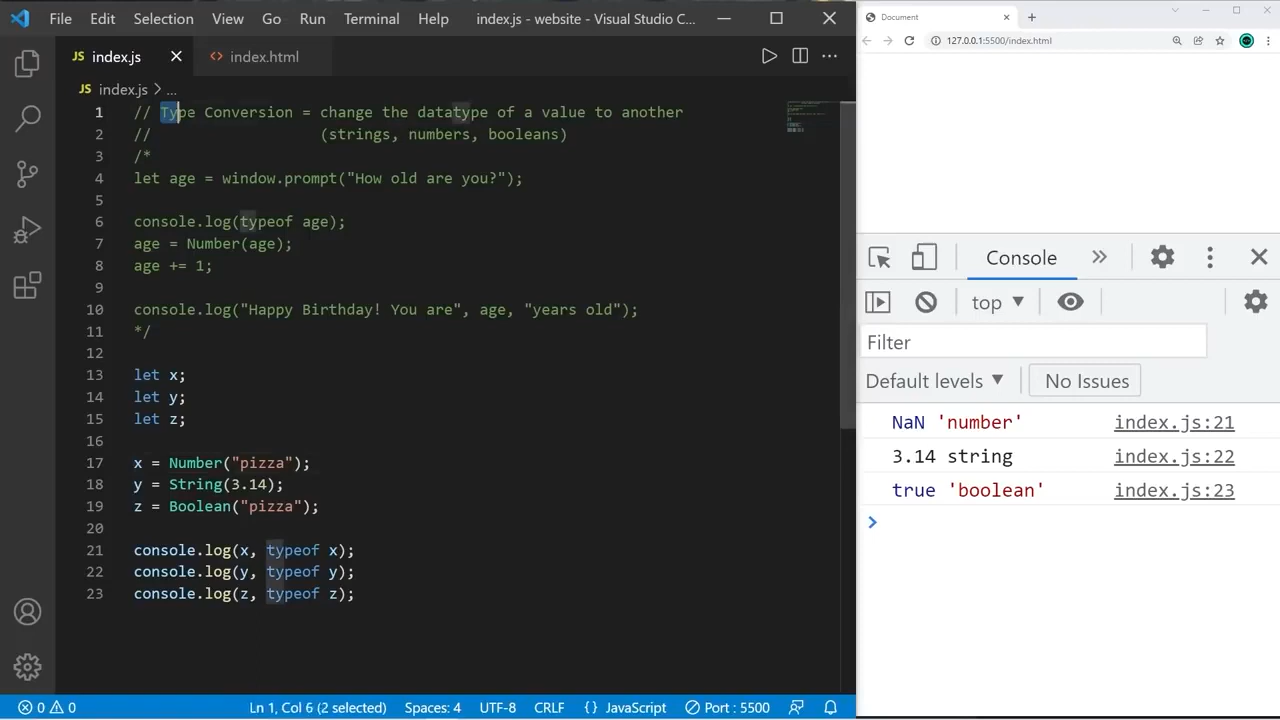 File Edit Selection View Go Run Terminal Help index.js - website - Visual Studio C...
JS index.js <> index.html
JS index.js > ...
1 // Type Conversion = change the datatype of a value to another
2 // (strings, numbers, booleans)
3 /*
4 let age = window.prompt("How old are you?");
5
6 console.log(typeof age);
7 age = Number(age);
8 age += 1;
9
10 console.log("Happy Birthday! You are", age, "years old");
11 */
12
13 let x;
14 let y;
15 let z;
16
17 x = Number("pizza");
18 y = String(3.14);
19 z = Boolean("pizza");
20
21 console.log(x, typeof x);
22 console.log(y, typeof y);
23 console.log(z, typeof z);
0 0 Ln 1, Col 6 (2 selected) Spaces: 4 UTF-8 CRLF {} JavaScript Port : 5500
Document
127.0.0.1:5500/index.html
Console
top
Filter
Default levels No Issues
NaN 'number' index.js:21
3.14 string index.js:22
true 'boolean' index.js:23